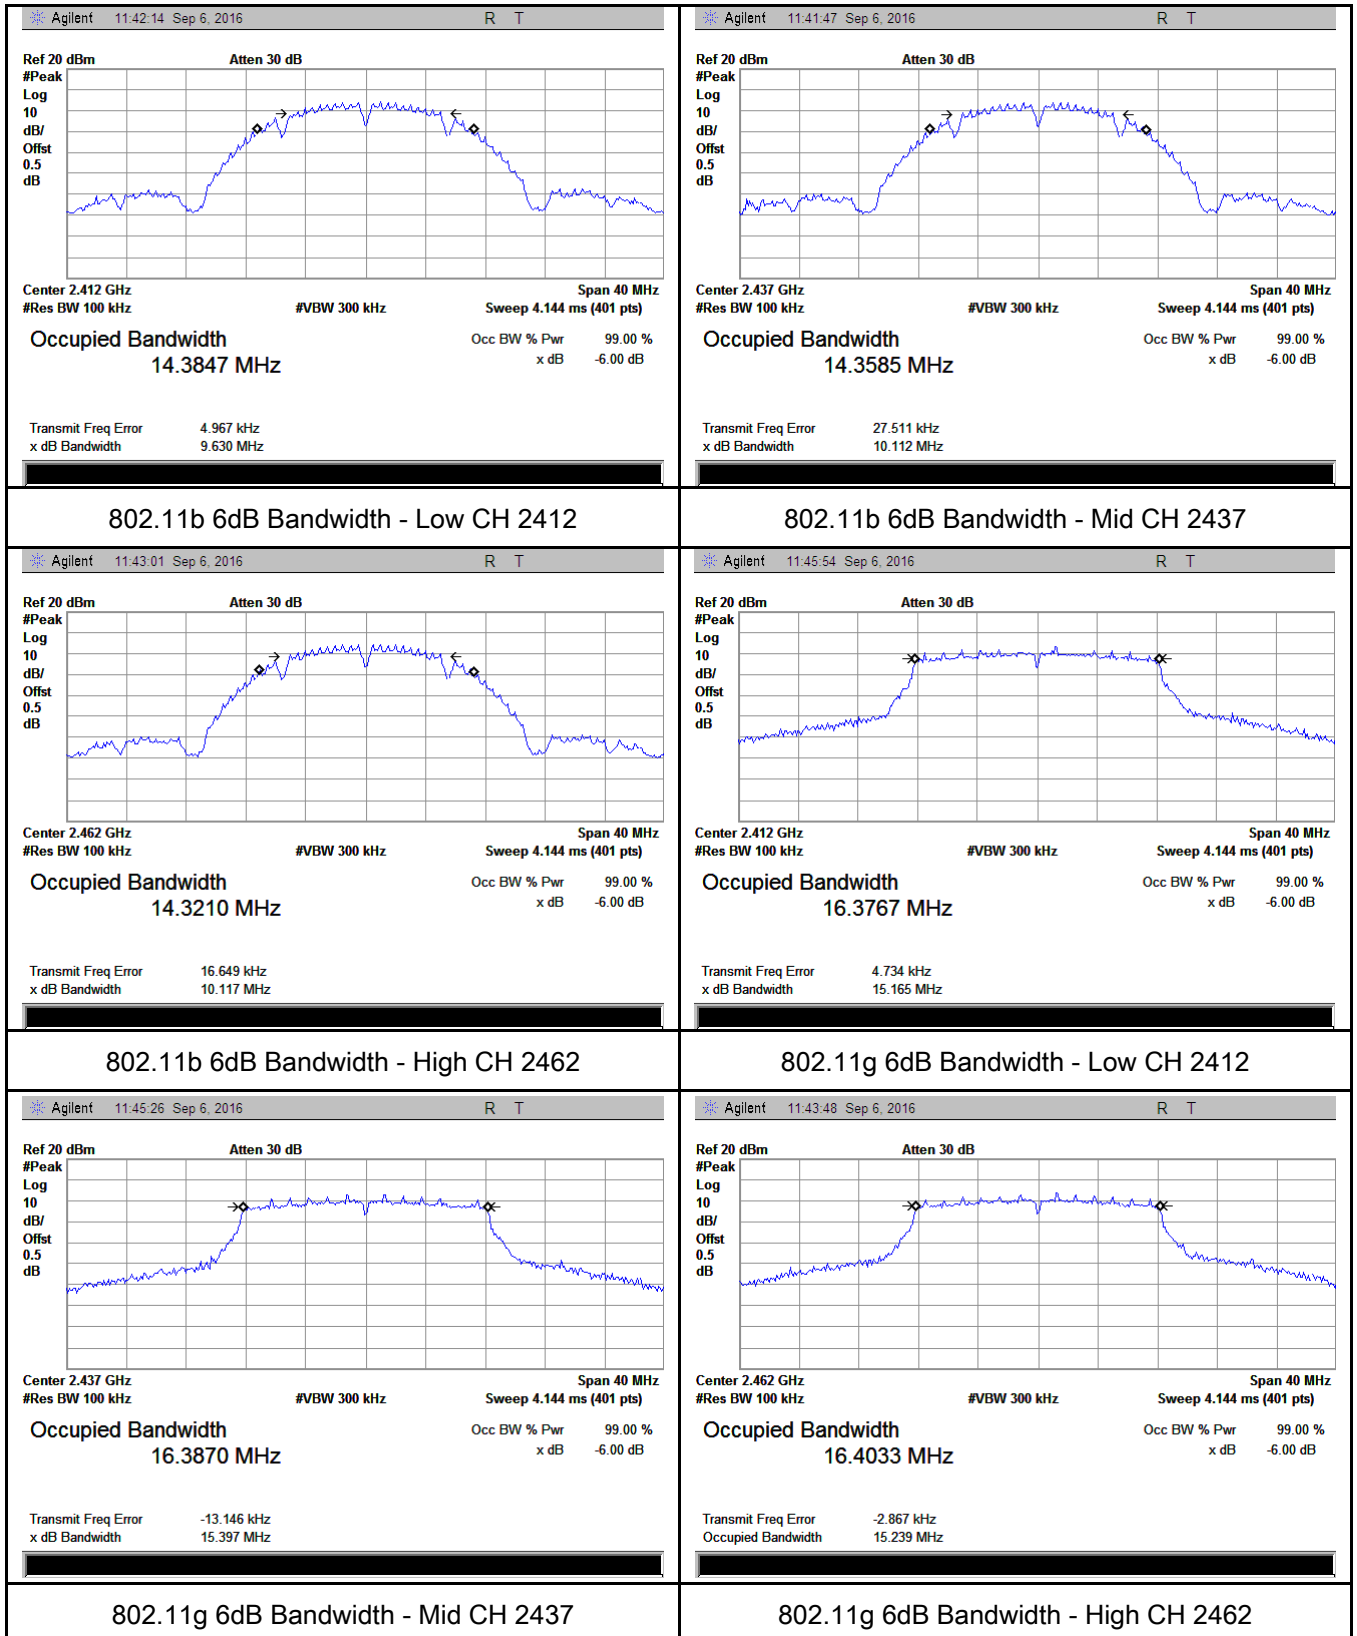 Agilent 11:42:14 Sep 6, 2016 R T
Ref 20 dBm Atten 30 dB
#Peak
Log
10
dB/
Offst
0.5
dB
Center 2.412 GHz Span 40 MHz
#Res BW 100 kHz #VBW 300 kHz Sweep 4.144 ms (401 pts)
Occupied Bandwidth Occ BW % Pwr 99.00 %
14.3847 MHz x dB -6.00 dB
Transmit Freq Error 4.967 kHz
x dB Bandwidth 9.630 MHz
802.11b 6dB Bandwidth - Low CH 2412
Agilent 11:41:47 Sep 6, 2016 R T
Ref 20 dBm Atten 30 dB
#Peak
Log
10
dB/
Offst
0.5
dB
Center 2.437 GHz Span 40 MHz
#Res BW 100 kHz #VBW 300 kHz Sweep 4.144 ms (401 pts)
Occupied Bandwidth Occ BW % Pwr 99.00 %
14.3585 MHz x dB -6.00 dB
Transmit Freq Error 27.511 kHz
x dB Bandwidth 10.112 MHz
802.11b 6dB Bandwidth - Mid CH 2437
Agilent 11:43:01 Sep 6, 2016 R T
Ref 20 dBm Atten 30 dB
#Peak
Log
10
dB/
Offst
0.5
dB
Center 2.462 GHz Span 40 MHz
#Res BW 100 kHz #VBW 300 kHz Sweep 4.144 ms (401 pts)
Occupied Bandwidth Occ BW % Pwr 99.00 %
14.3210 MHz x dB -6.00 dB
Transmit Freq Error 16.649 kHz
x dB Bandwidth 10.117 MHz
802.11b 6dB Bandwidth - High CH 2462
Agilent 11:45:54 Sep 6, 2016 R T
Ref 20 dBm Atten 30 dB
#Peak
Log
10
dB/
Offst
0.5
dB
Center 2.412 GHz Span 40 MHz
#Res BW 100 kHz #VBW 300 kHz Sweep 4.144 ms (401 pts)
Occupied Bandwidth Occ BW % Pwr 99.00 %
16.3767 MHz x dB -6.00 dB
Transmit Freq Error 4.734 kHz
x dB Bandwidth 15.165 MHz
802.11g 6dB Bandwidth - Low CH 2412
Agilent 11:45:26 Sep 6, 2016 R T
Ref 20 dBm Atten 30 dB
#Peak
Log
10
dB/
Offst
0.5
dB
Center 2.437 GHz Span 40 MHz
#Res BW 100 kHz #VBW 300 kHz Sweep 4.144 ms (401 pts)
Occupied Bandwidth Occ BW % Pwr 99.00 %
16.3870 MHz x dB -6.00 dB
Transmit Freq Error -13.146 kHz
x dB Bandwidth 15.397 MHz
802.11g 6dB Bandwidth - Mid CH 2437
Agilent 11:43:48 Sep 6, 2016 R T
Ref 20 dBm Atten 30 dB
#Peak
Log
10
dB/
Offst
0.5
dB
Center 2.462 GHz Span 40 MHz
#Res BW 100 kHz #VBW 300 kHz Sweep 4.144 ms (401 pts)
Occupied Bandwidth Occ BW % Pwr 99.00 %
16.4033 MHz x dB -6.00 dB
Transmit Freq Error -2.867 kHz
Occupied Bandwidth 15.239 MHz
802.11g 6dB Bandwidth - High CH 2462